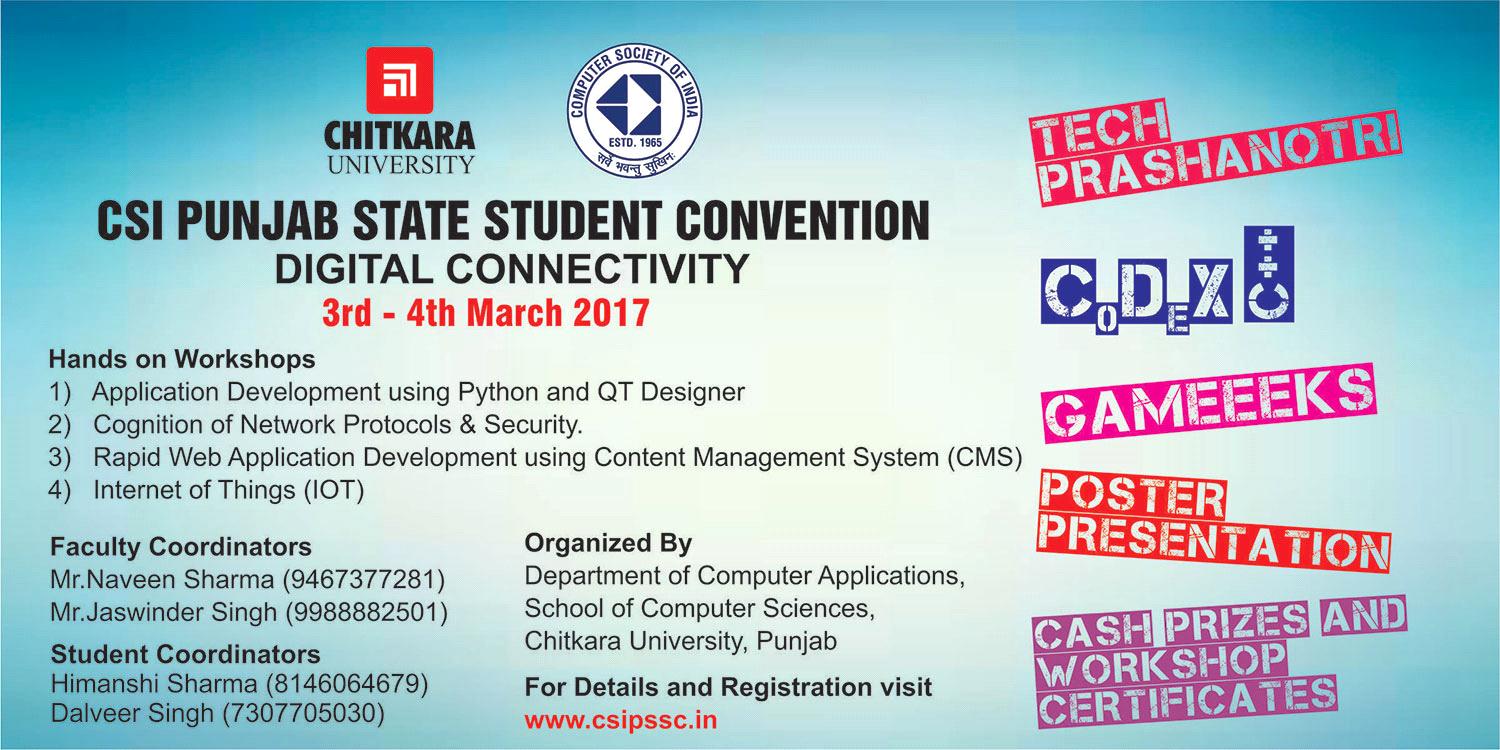 CHITKARA
UNIVERSITY
COMPUTER SOCIETY OF INDIA
ESTD. 1965
सर्वे भवन्तु सुखिनः
CSI PUNJAB STATE STUDENT CONVENTION
DIGITAL CONNECTIVITY
3rd - 4th March 2017
Hands on Workshops
1) Application Development using Python and QT Designer
2) Cognition of Network Protocols & Security.
3) Rapid Web Application Development using Content Management System (CMS)
4) Internet of Things (IOT)
Faculty Coordinators
Mr.Naveen Sharma (9467377281)
Mr.Jaswinder Singh (9988882501)
Student Coordinators
Himanshi Sharma (8146064679)
Dalveer Singh (7307705030)
Organized By
Department of Computer Applications,
School of Computer Sciences,
Chitkara University, Punjab
For Details and Registration visit
www.csipssc.in
TECH
PRASHANOTRI
CODEX
GAMEEEKS
POSTER
PRESENTATION
CASH PRIZES AND
WORKSHOP
CERTIFICATES